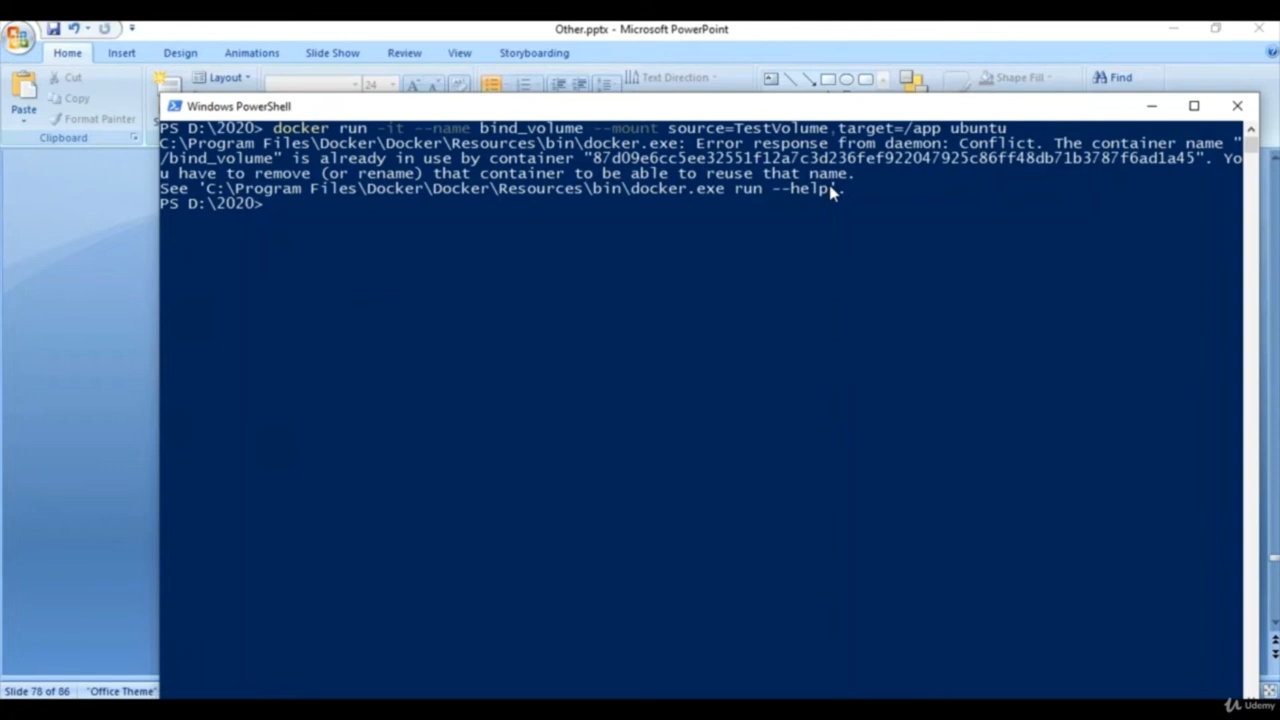 Other.pptx - Microsoft PowerPoint
Home Insert Design Animations Slide Show Review View Storyboarding
Cut
Copy
Format Painter
Paste
Clipboard
Layout
24
Text Direction
Shape Fill
Find
Windows PowerShell
PS D:\2020> docker run -it --name bind_volume --mount source=TestVolume,target=/app ubuntu
C:\Program Files\Docker\Docker\Resources\bin\docker.exe: Error response from daemon: Conflict. The container name "
/bind_volume" is already in use by container "87d09e6cc5ee32551f12a7c3d236fef922047925c86ff48db71b3787f6ad1a45". Yo
u have to remove (or rename) that container to be able to reuse that name.
See 'C:\Program Files\Docker\Docker\Resources\bin\docker.exe run --help'.
PS D:\2020>
Slide 78 of 86 "Office Theme"
Udemy